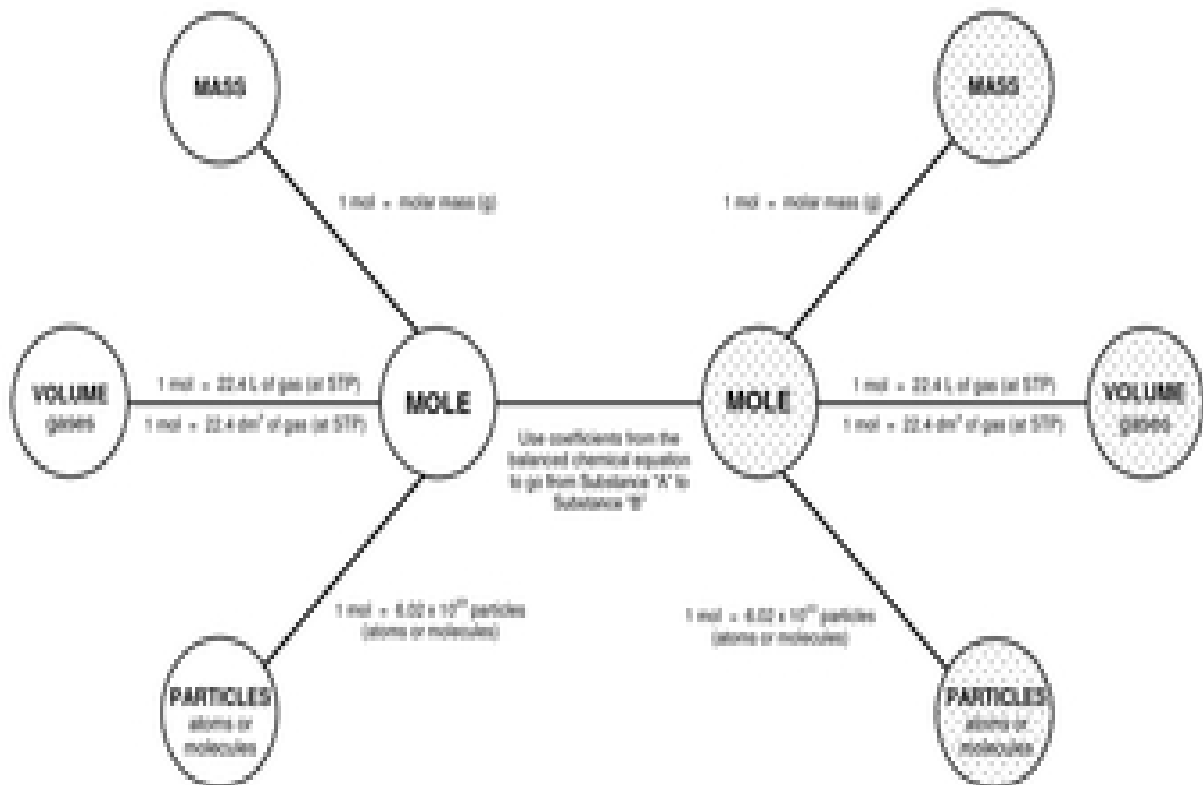 MASS
MASS
1 mol = molar mass (g)
1 mol = molar mass (g)
VOLUME
gases
1 mol = 22.4 L of gas (at STP)
1 mol = 22.4 dm³ of gas (at STP)
MOLE
MOLE
1 mol = 22.4 L of gas (at STP)
1 mol = 22.4 dm³ of gas (at STP)
VOLUME
gases
Use coefficients from the
balanced chemical equation
to go from Substance "A" to
Substance "B"
1 mol = 6.02 x 10²³ particles
(atoms or molecules)
1 mol = 6.02 x 10²³ particles
(atoms or molecules)
PARTICLES
atoms or
molecules
PARTICLES
atoms or
molecules